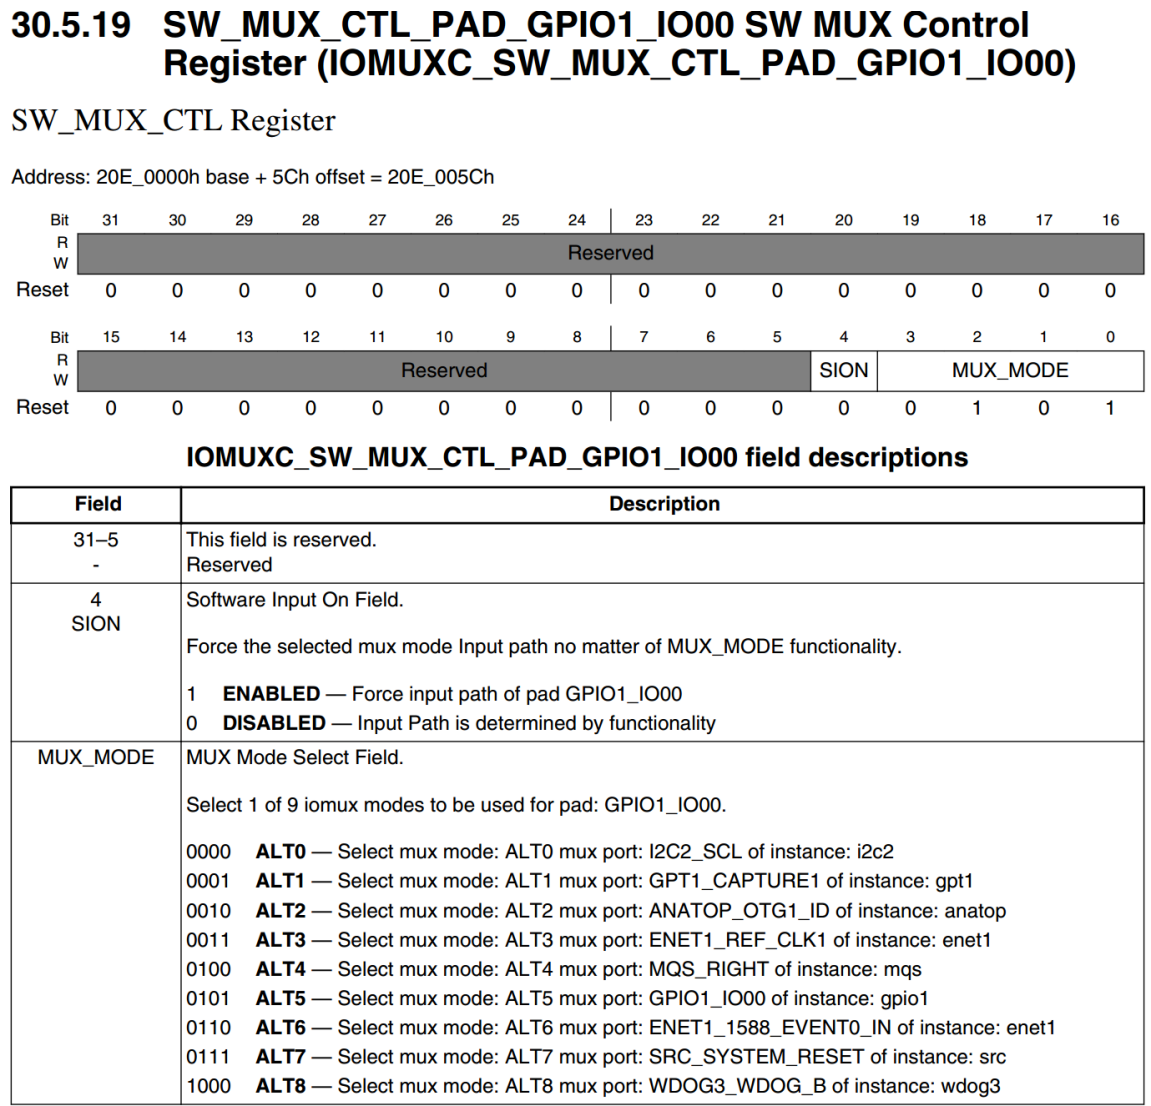 30.5.19 SW_MUX_CTL_PAD_GPIO1_IO00 SW MUX Control
Register (IOMUXC_SW_MUX_CTL_PAD_GPIO1_IO00)
SW_MUX_CTL Register
Address: 20E_0000h base + 5Ch offset = 20E_005Ch
Bit 31 30 29 28 27 26 25 24 23 22 21 20 19 18 17 16
R
Reserved
W
Reset 0 0 0 0 0 0 0 0 0 0 0 0 0 0 0 0
Bit 15 14 13 12 11 10 9 8 7 6 5 4 3 2 1 0
R
Reserved SION MUX_MODE
W
Reset 0 0 0 0 0 0 0 0 0 0 0 0 0 1 0 1
IOMUXC_SW_MUX_CTL_PAD_GPIO1_IO00 field descriptions
Field Description
31–5 This field is reserved.
- Reserved
4 Software Input On Field.
SION
Force the selected mux mode Input path no matter of MUX_MODE functionality.
1 ENABLED — Force input path of pad GPIO1_IO00
0 DISABLED — Input Path is determined by functionality
MUX_MODE MUX Mode Select Field.
Select 1 of 9 iomux modes to be used for pad: GPIO1_IO00.
0000 ALT0 — Select mux mode: ALT0 mux port: I2C2_SCL of instance: i2c2
0001 ALT1 — Select mux mode: ALT1 mux port: GPT1_CAPTURE1 of instance: gpt1
0010 ALT2 — Select mux mode: ALT2 mux port: ANATOP_OTG1_ID of instance: anatop
0011 ALT3 — Select mux mode: ALT3 mux port: ENET1_REF_CLK1 of instance: enet1
0100 ALT4 — Select mux mode: ALT4 mux port: MQS_RIGHT of instance: mqs
0101 ALT5 — Select mux mode: ALT5 mux port: GPIO1_IO00 of instance: gpio1
0110 ALT6 — Select mux mode: ALT6 mux port: ENET1_1588_EVENT0_IN of instance: enet1
0111 ALT7 — Select mux mode: ALT7 mux port: SRC_SYSTEM_RESET of instance: src
1000 ALT8 — Select mux mode: ALT8 mux port: WDOG3_WDOG_B of instance: wdog3